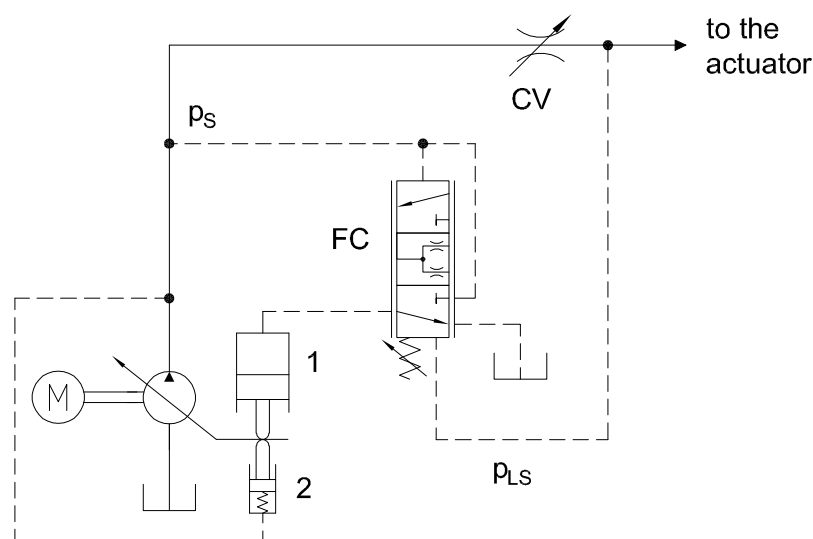 to the
actuator
CV
pS
FC
1
M
2
pLS